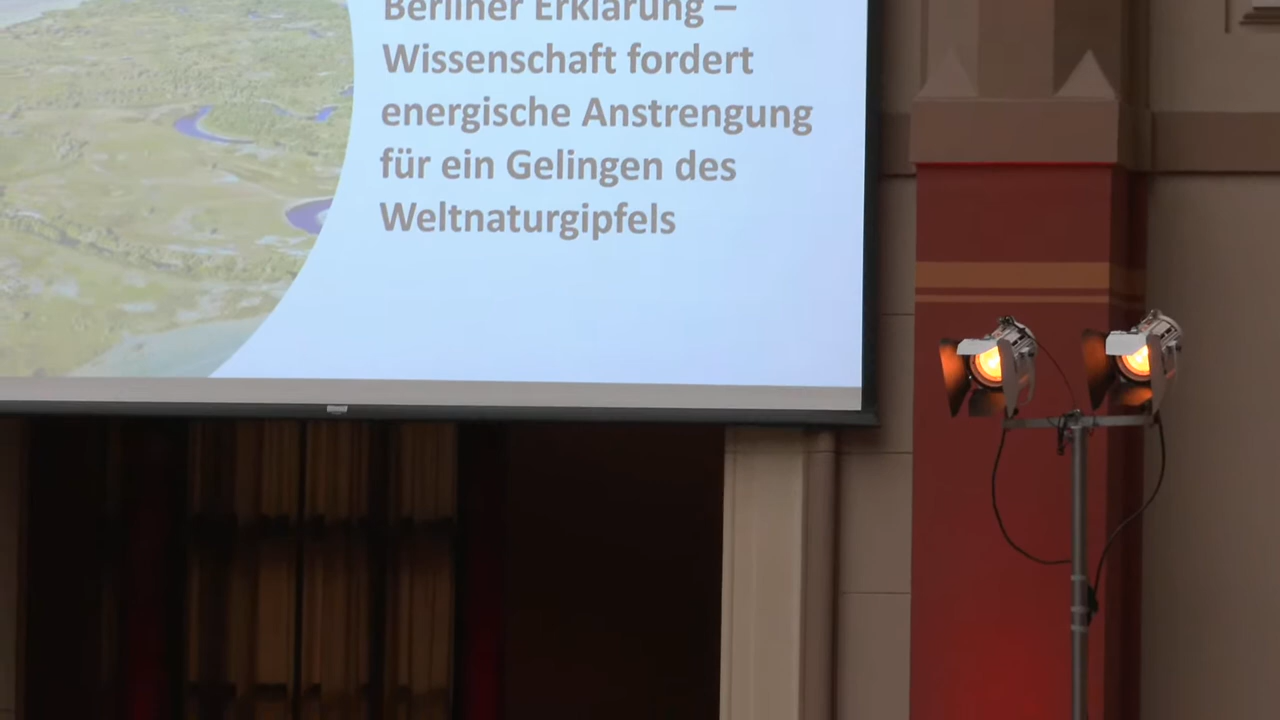 Berliner Erklärung –
Wissenschaft fordert
energische Anstrengung
für ein Gelingen des
Weltnaturgipfels